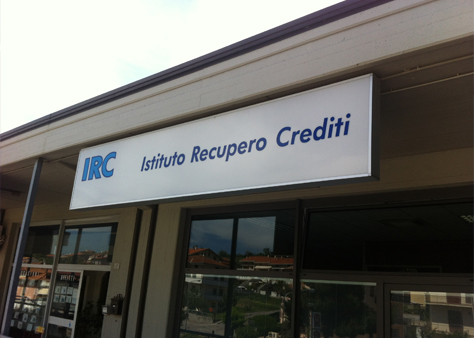 IRC Istituto Recupero Crediti